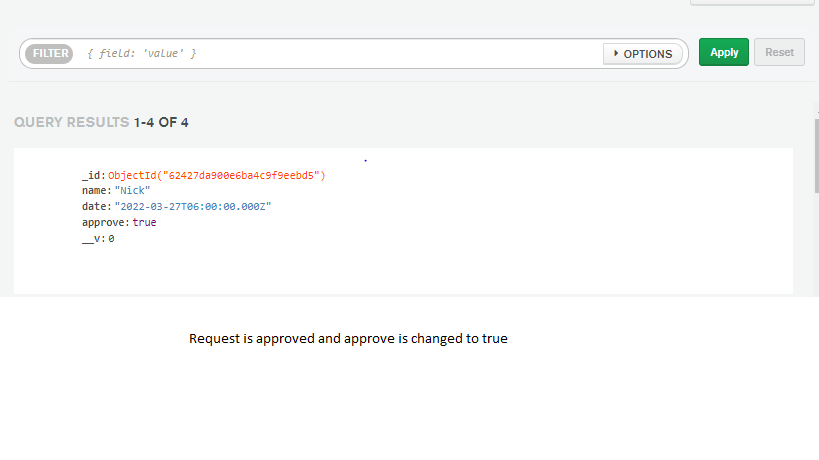 FILTER { field: 'value' } OPTIONS Apply Reset
QUERY RESULTS 1-4 OF 4
_id: ObjectId("62427da900e6ba4c9f9eebd5")
name: "Nick"
date: "2022-03-27T06:00:00.000Z"
approve: true
__v: 0
Request is approved and approve is changed to true